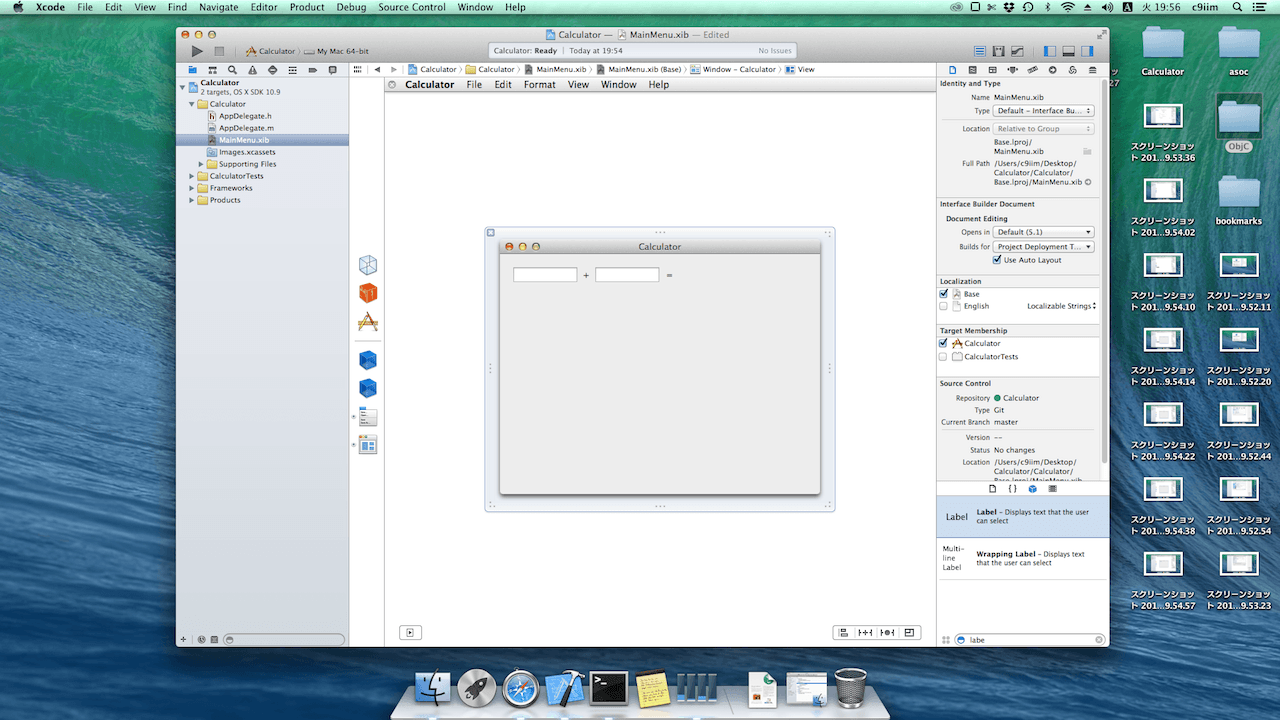 Xcode File Edit View Find Navigate Editor Product Debug Source Control Window Help
A 火 19:56 c9iim
Calculator — MainMenu.xib — Edited
Calculator My Mac 64-bit
Calculator: Ready Today at 19:54
No Issues
Calculator Calculator MainMenu.xib MainMenu.xib (Base) Window – Calculator View
Calculator
2 targets, OS X SDK 10.9
Calculator
AppDelegate.h
AppDelegate.m
MainMenu.xib
Images.xcassets
Supporting Files
CalculatorTests
Frameworks
Products
Calculator File Edit Format View Window Help
Calculator
+ =
Identity and Type
Name MainMenu.xib
Type Default – Interface Bu...
Location Relative to Group
Base.lproj/
MainMenu.xib
Full Path /Users/c9iim/Desktop/
Calculator/Calculator/
Base.lproj/MainMenu.xib
Interface Builder Document
Document Editing
Opens in Default (5.1)
Builds for Project Deployment T...
Use Auto Layout
Localization
Base
English Localizable Strings
Target Membership
Calculator
CalculatorTests
Source Control
Repository Calculator
Type Git
Current Branch master
Version --
Status No changes
Location /Users/c9iim/Desktop/
Calculator/Calculator/
Base.lproj/MainMenu.xib
Label
Label – Displays text that the user
can select
Multi-
line
Label
Wrapping Label – Displays text
that the user can select
labe
Calculator
asoc
スクリーンショッ
ト 201...9.53.36
ObjC
スクリーンショッ
ト 201...9.54.02
bookmarks
スクリーンショッ
ト 201...9.54.10
スクリーンショッ
ト 201...9.52.11
スクリーンショッ
ト 201...9.54.14
スクリーンショッ
ト 201...9.52.20
スクリーンショッ
ト 201...9.54.22
スクリーンショッ
ト 201...9.52.44
スクリーンショッ
ト 201...9.54.38
スクリーンショッ
ト 201...9.52.54
スクリーンショッ
ト 201...9.54.57
スクリーンショッ
ト 201...9.53.23